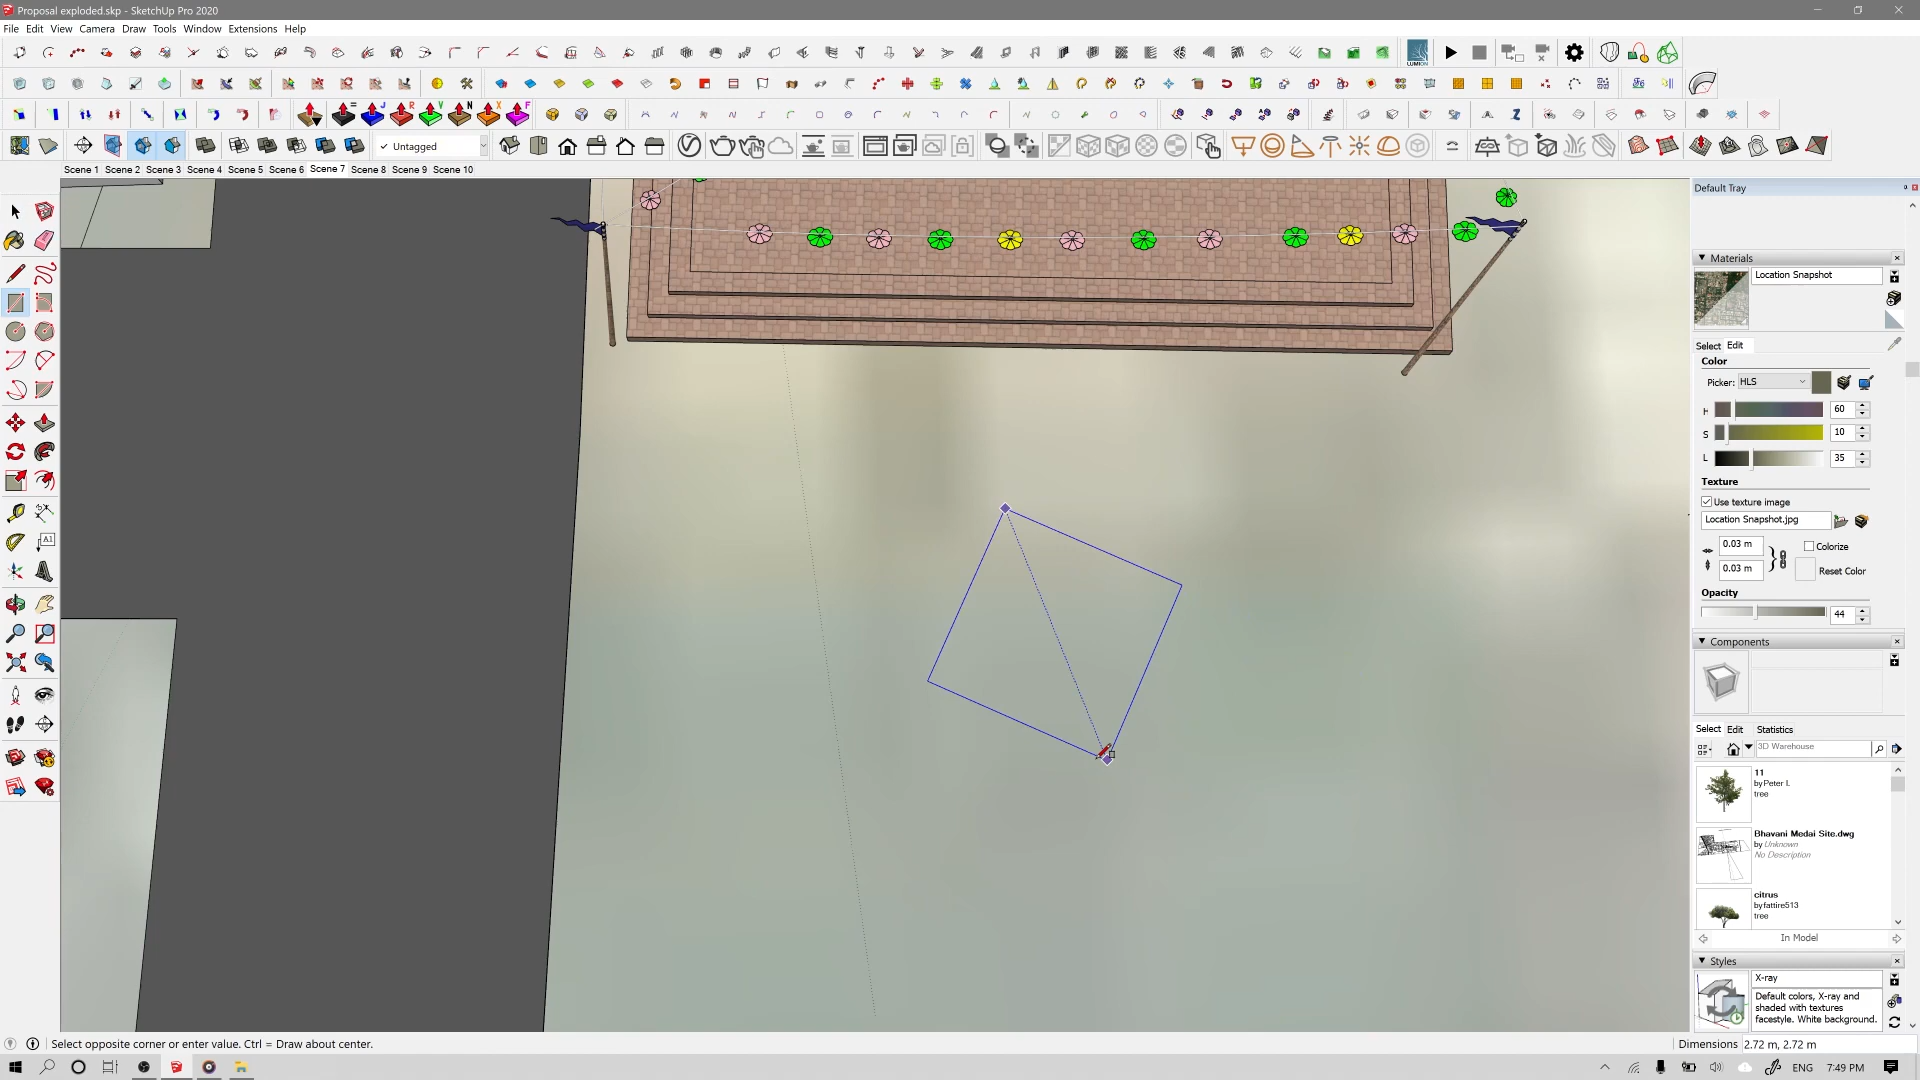 Proposal exploded.skp - SketchUp Pro 2020
File Edit View Camera Draw Tools Window Extensions Help
LUMION
= J R V N X F
✓ Untagged
Scene 1 Scene 2 Scene 3 Scene 4 Scene 5 Scene 6 Scene 7 Scene 8 Scene 9 Scene 10
A1
Default Tray
Materials
Location Snapshot
Select Edit
Color
Picker: HLS
H 60
S 10
L 35
Texture
Use texture image
Location Snapshot.jpg
0.03 m
Colorize
0.03 m
Reset Color
Opacity
44
Components
Select Edit Statistics
3D Warehouse
11
by Peter I.
tree
Bhavani Medai Site.dwg
by Unknown
No Description
citrus
by fattire513
tree
In Model
Styles
X-ray
Default colors, X-ray and
shaded with textures
facestyle. White background.
Select opposite corner or enter value. Ctrl = Draw about center.
Dimensions 2.72 m, 2.72 m
ENG 7:49 PM